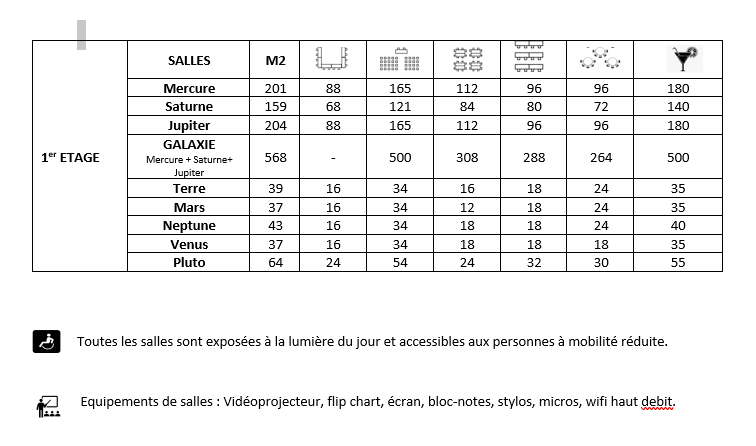 SALLES M2
Mercure 201 88 165 112 96 96 180
Saturne 159 68 121 84 80 72 140
Jupiter 204 88 165 112 96 96 180
1er ETAGE
GALAXIE
Mercure + Saturne+
Jupiter
568 - 500 308 288 264 500
Terre 39 16 34 16 18 24 35
Mars 37 16 34 12 18 24 35
Neptune 43 16 34 18 18 24 40
Venus 37 16 34 18 18 18 35
Pluto 64 24 54 24 32 30 55
Toutes les salles sont exposées à la lumière du jour et accessibles aux personnes à mobilité réduite.
Equipements de salles : Vidéoprojecteur, flip chart, écran, bloc-notes, stylos, micros, wifi haut debit.